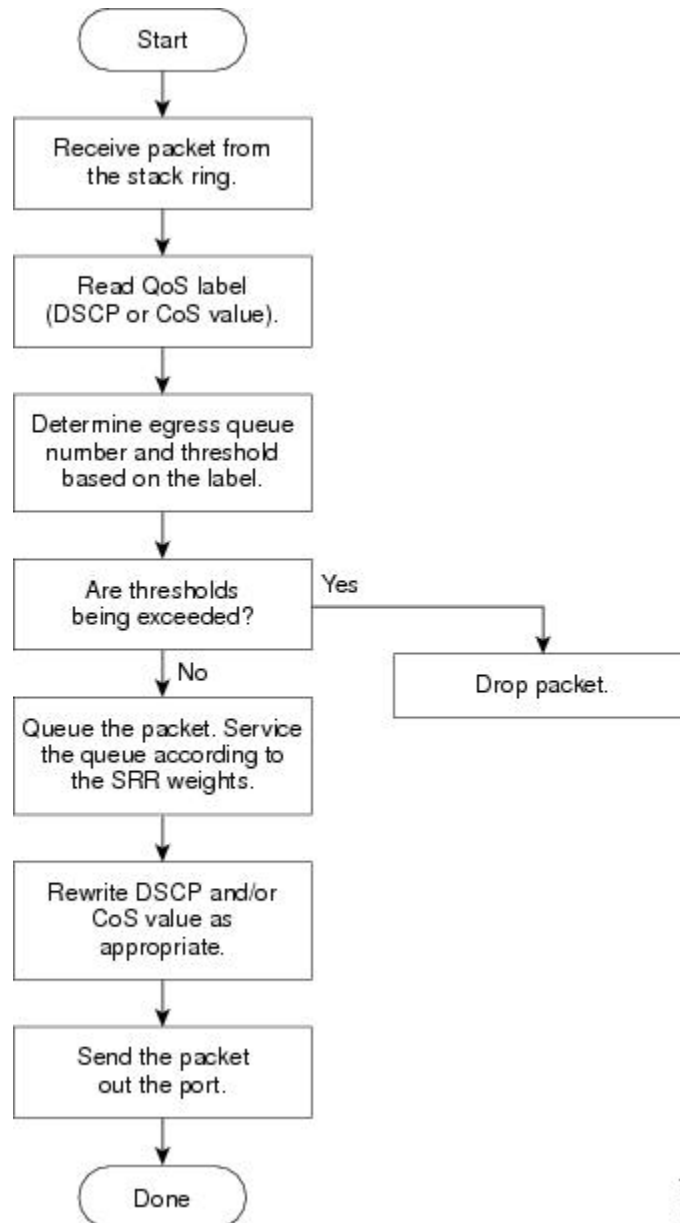 Start
Receive packet from
the stack ring.
Read QoS label
(DSCP or CoS value).
Determine egress queue
number and threshold
based on the label.
Are thresholds
being exceeded?
Yes
Drop packet.
No
Queue the packet. Service
the queue according to
the SRR weights.
Rewrite DSCP and/or
CoS value as
appropriate.
Send the packet
out the port.
Done